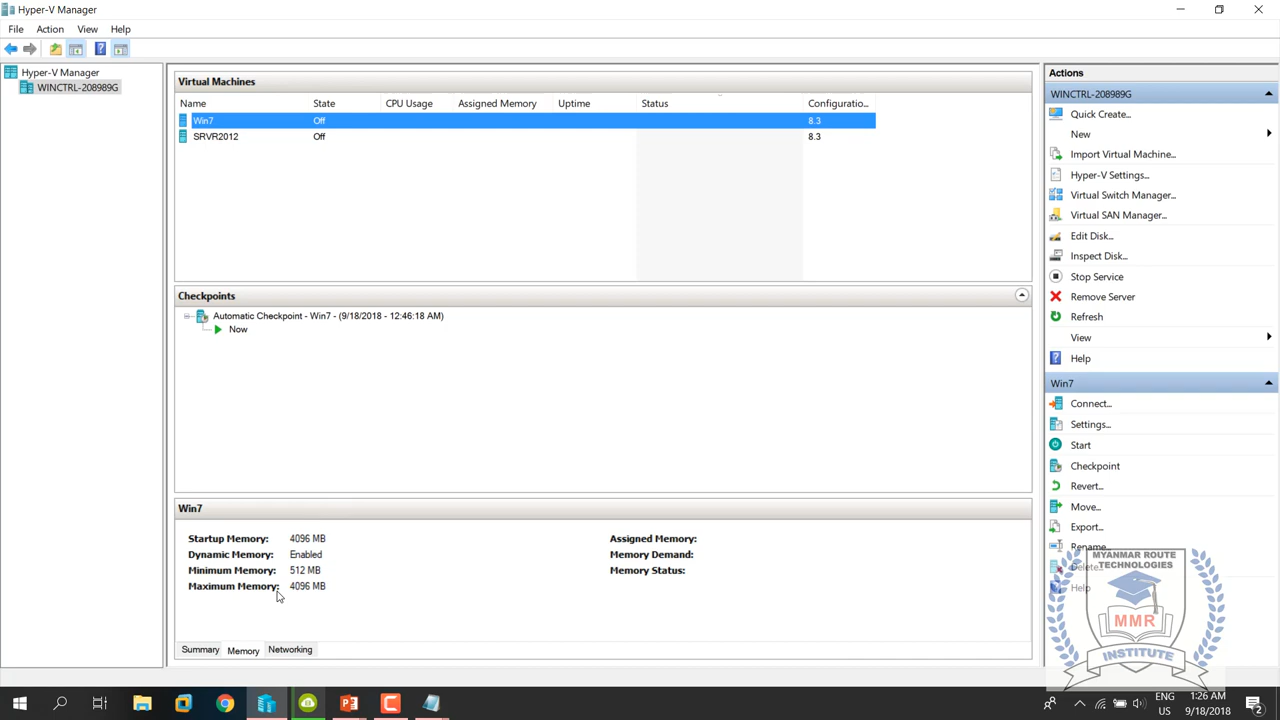 Hyper-V Manager
File Action View Help
Hyper-V Manager
WINCTRL-208989G
Virtual Machines
Name State CPU Usage Assigned Memory Uptime Status Configuratio...
Win7 Off 8.3
SRVR2012 Off 8.3
Checkpoints
Automatic Checkpoint - Win7 - (9/18/2018 - 12:46:18 AM)
Now
Win7
Startup Memory: 4096 MB
Dynamic Memory: Enabled
Minimum Memory: 512 MB
Maximum Memory: 4096 MB
Assigned Memory:
Memory Demand:
Memory Status:
Summary Memory Networking
Actions
WINCTRL-208989G
Quick Create...
New
Import Virtual Machine...
Hyper-V Settings...
Virtual Switch Manager...
Virtual SAN Manager...
Edit Disk...
Inspect Disk...
Stop Service
Remove Server
Refresh
View
Help
Win7
Connect...
Settings...
Start
Checkpoint
Revert...
Move...
Export...
Rename...
Delete...
Help
MYANMAR ROUTE
TECHNOLOGIES
MMR
INSTITUTE
ENG
US
1:26 AM
9/18/2018
2